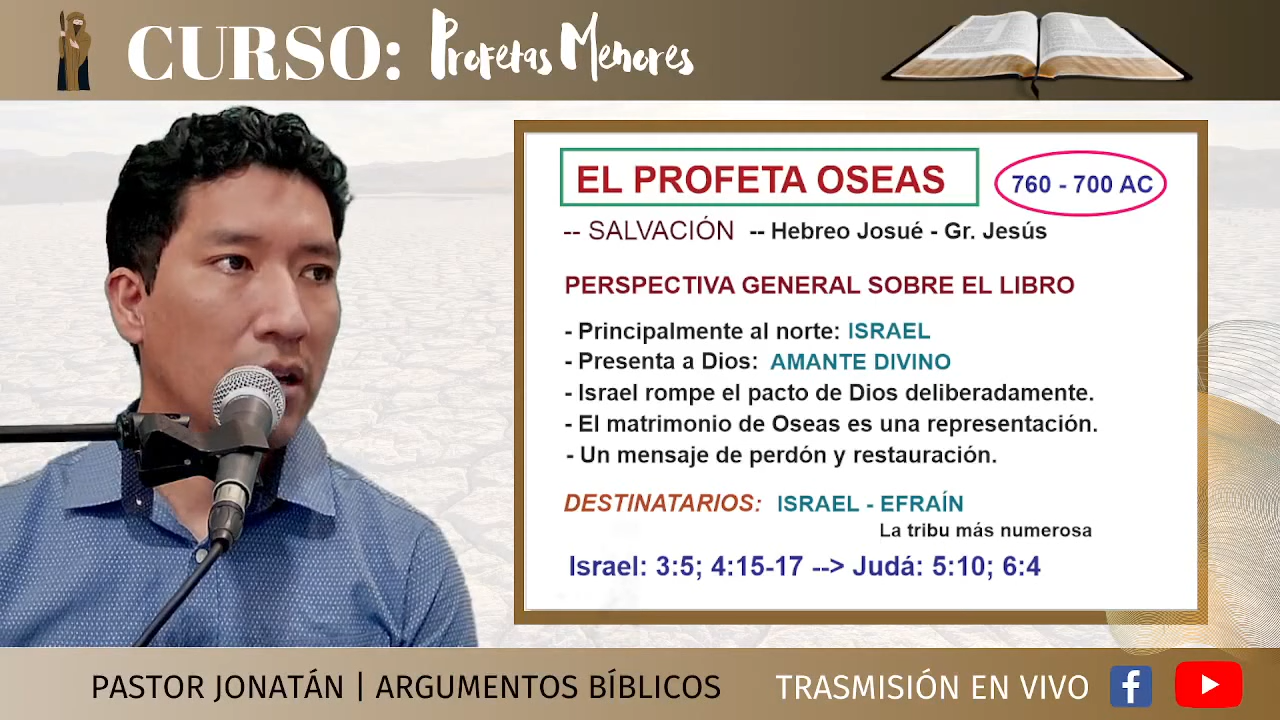 CURSO: Profetas Menores
EL PROFETA OSEAS
760 - 700 AC
-- SALVACIÓN -- Hebreo Josué - Gr. Jesús
PERSPECTIVA GENERAL SOBRE EL LIBRO
- Principalmente al norte: ISRAEL
- Presenta a Dios: AMANTE DIVINO
- Israel rompe el pacto de Dios deliberadamente.
- El matrimonio de Oseas es una representación.
- Un mensaje de perdón y restauración.
DESTINATARIOS: ISRAEL - EFRAÍN
La tribu más numerosa
Israel: 3:5; 4:15-17 --> Judá: 5:10; 6:4
PASTOR JONATÁN | ARGUMENTOS BÍBLICOS
TRASMISIÓN EN VIVO